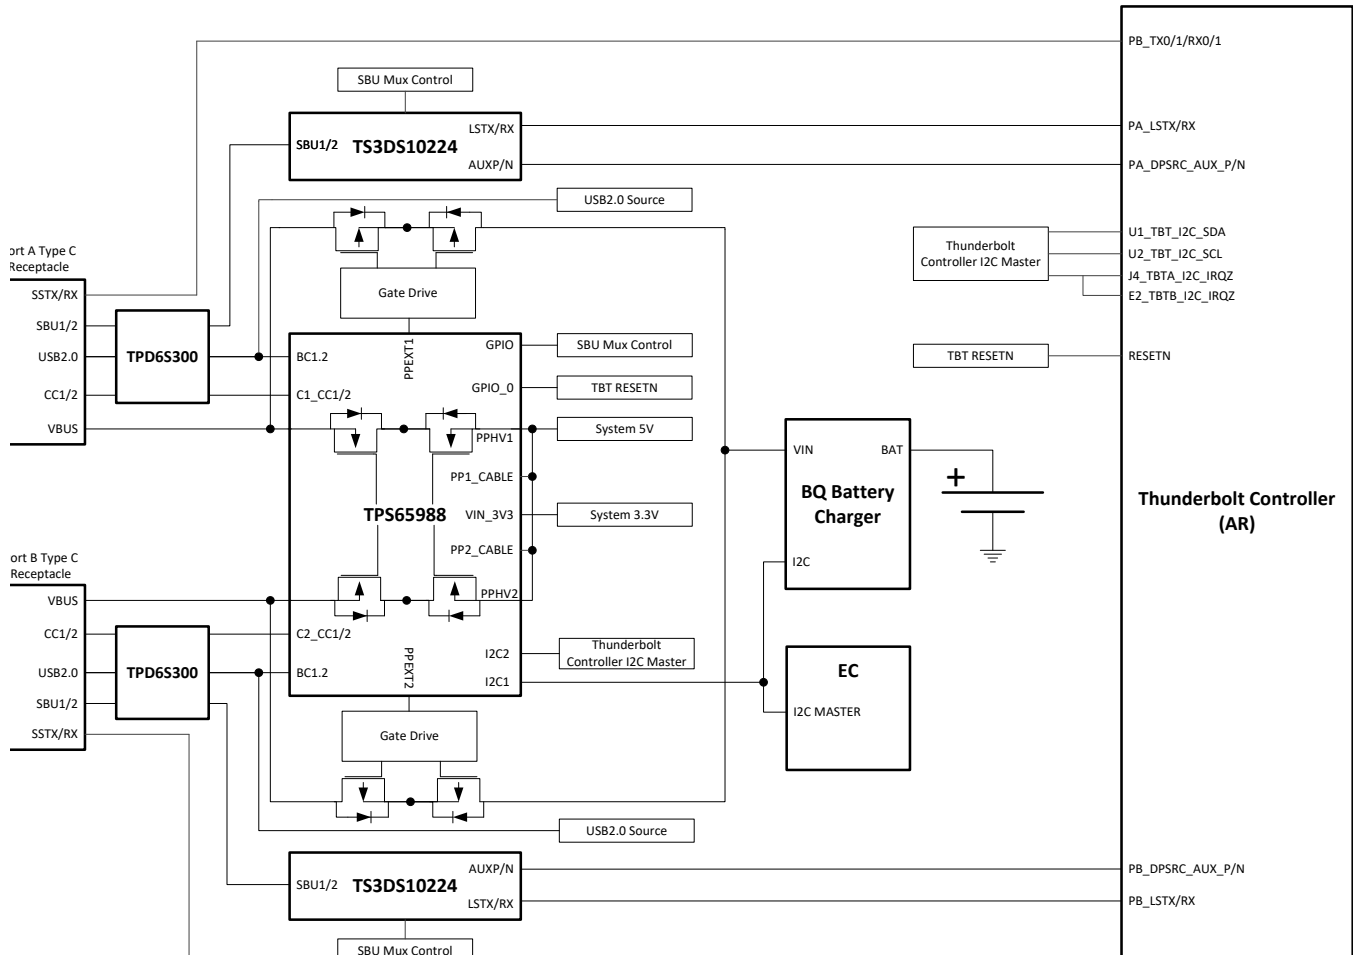 PB_TX0/1/RX0/1
SBU Mux Control
LSTX/RX
SBU1/2
TS3DS10224
AUXP/N
PA_LSTX/RX
PA_DPSRC_AUX_P/N
USB2.0 Source
ort A Type C
Receptacle
Thunderbolt
Controller I2C Master
U1_TBT_I2C_SDA
U2_TBT_I2C_SCL
J4_TBTA_I2C_IRQZ
E2_TBTB_I2C_IRQZ
SSTX/RX
SBU1/2
USB2.0
CC1/2
VBUS
TPD6S300
Gate Drive
PPEXT1
BC1.2
C1_CC1/2
GPIO
SBU Mux Control
GPIO_0
TBT RESETN
TBT RESETN
RESETN
PPHV1
System 5V
PP1_CABLE
TPS65988
VIN_3V3
System 3.3V
PP2_CABLE
PPHV2
VIN
BAT
BQ Battery
Charger
I2C
+
Thunderbolt Controller
(AR)
ort B Type C
Receptacle
VBUS
CC1/2
USB2.0
SBU1/2
SSTX/RX
TPD6S300
C2_CC1/2
BC1.2
PPEXT2
I2C2
Thunderbolt
Controller I2C Master
I2C1
EC
I2C MASTER
Gate Drive
USB2.0 Source
AUXP/N
SBU1/2
TS3DS10224
LSTX/RX
PB_DPSRC_AUX_P/N
PB_LSTX/RX
SBU Mux Control